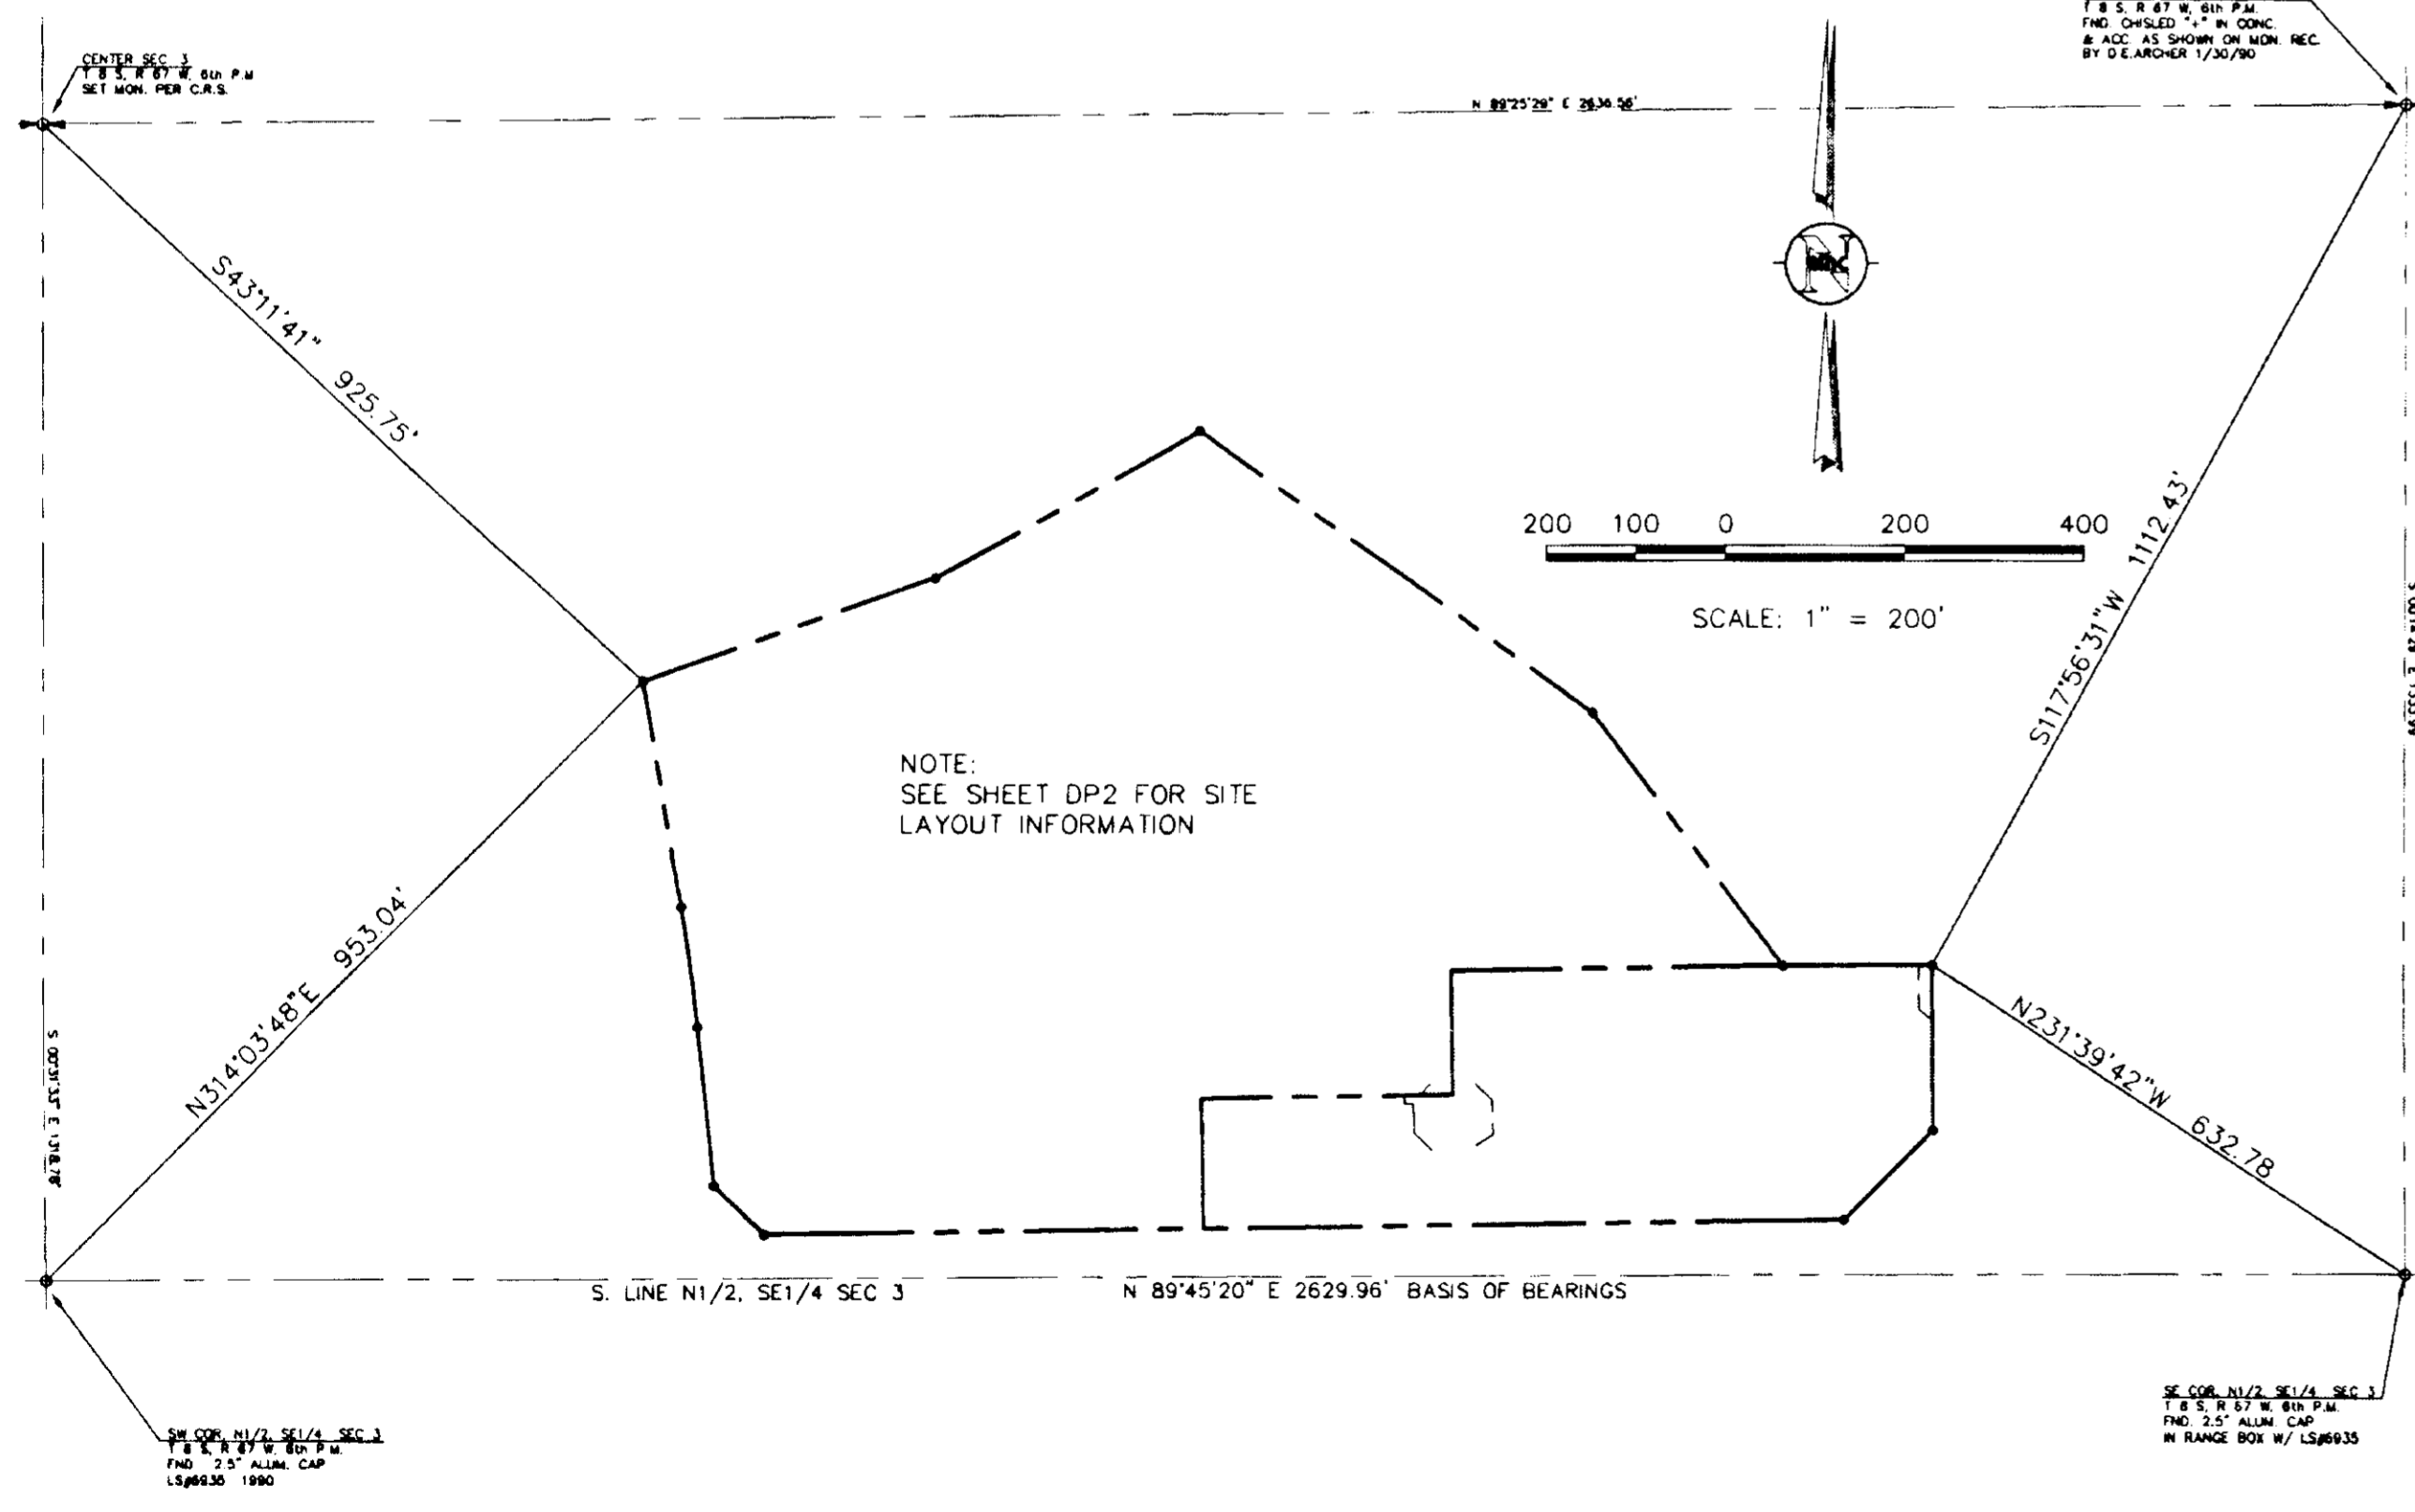 CENTER SEC 3
T 8 S, R 67 W, 6th P.M
SET MON. PER C.R.S.
T 8 S, R 67 W, 6th P.M.
FND. CHISLED "+" IN CONC.
& ACC. AS SHOWN ON MON. REC.
BY D.E.ARCHER 1/30/90
N 89°25'29" E 2636.56'
S43°11'41" 925.75'
N
200 100 0 200 400
SCALE: 1" = 200'
S117°56'31"W 1112.43'
NOTE:
SEE SHEET DP2 FOR SITE
LAYOUT INFORMATION
N314°03'48"E 953.04'
S 00°31'33" E 1318.78'
N231°39'42"W 632.78
S. LINE N1/2, SE1/4 SEC 3
N 89°45'20" E 2629.96' BASIS OF BEARINGS
SW COR, N1/2, SE1/4 SEC 3
T 8 S, R 67 W, 6th P.M.
FND 2.5" ALUM. CAP
LS#6935 1990
SE COR, N1/2, SE1/4 SEC 3
T 8 S, R 67 W, 6th P.M.
FND. 2.5" ALUM. CAP
IN RANGE BOX W/ LS#6935